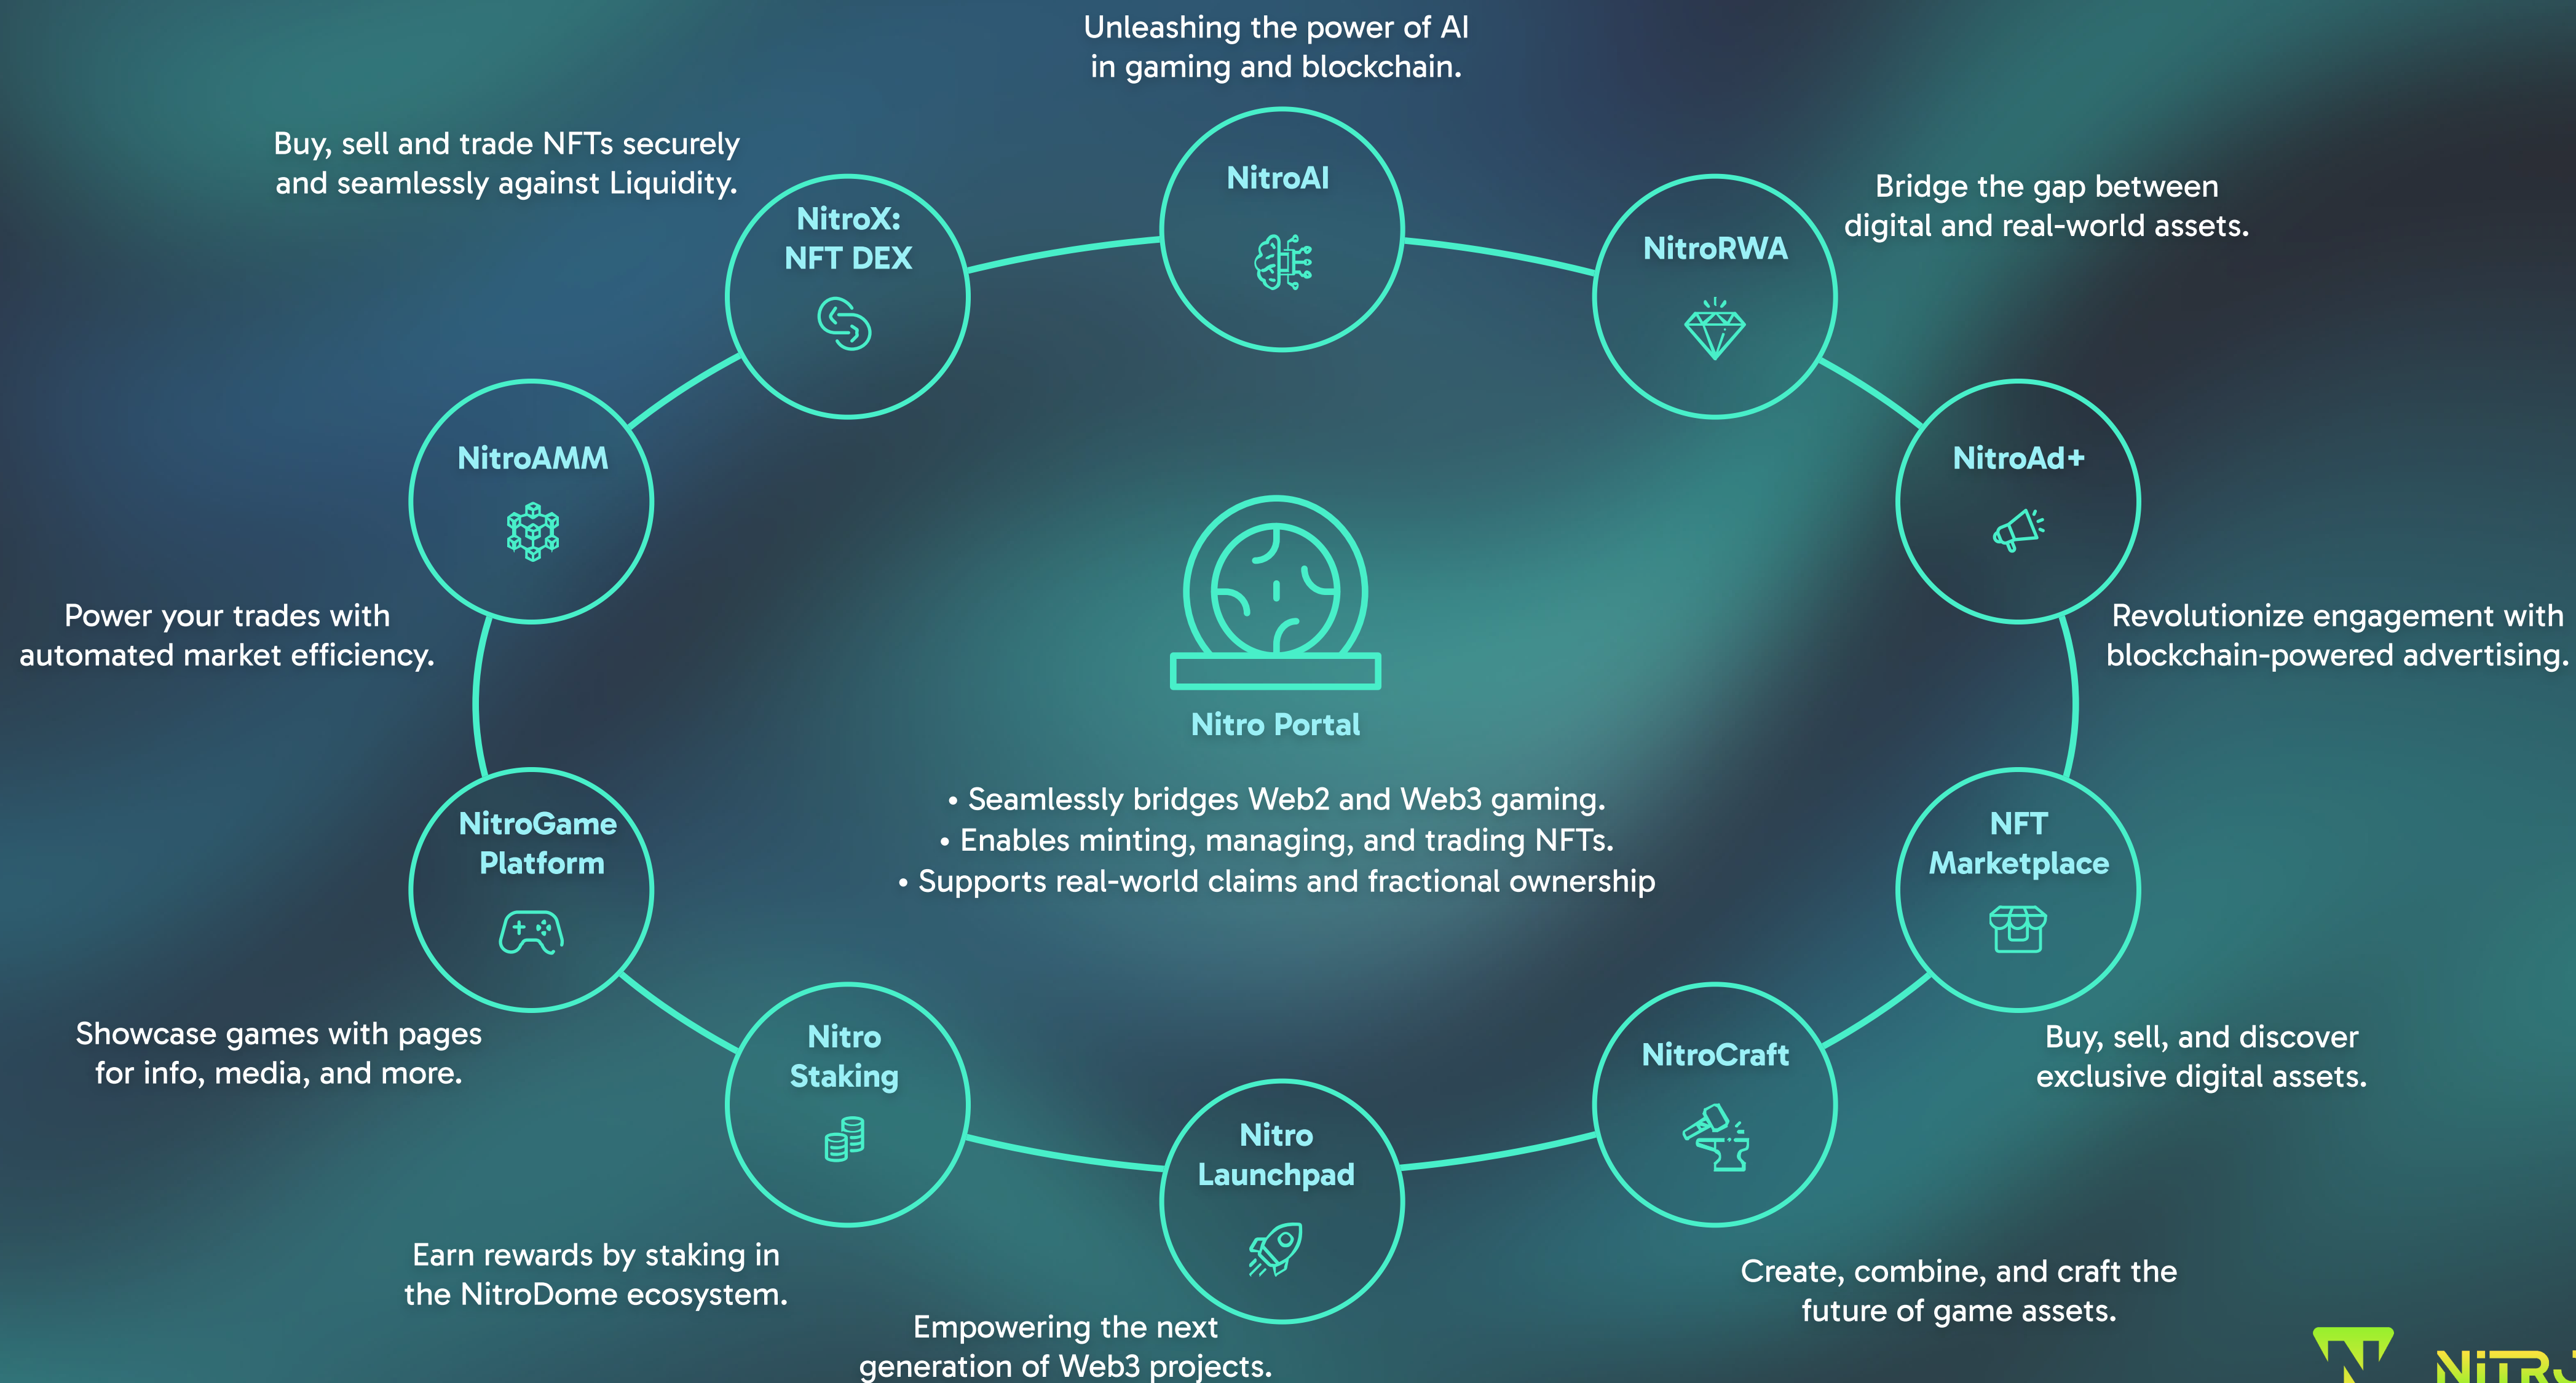 Unleashing the power of AI
in gaming and blockchain.
NitroAI
Buy, sell and trade NFTs securely
and seamlessly against Liquidity.
NitroX:
NFT DEX
NitroRWA
Bridge the gap between
digital and real-world assets.
NitroAMM
Power your trades with
automated market efficiency.
NitroAd+
Revolutionize engagement with
blockchain-powered advertising.
Nitro Portal
• Seamlessly bridges Web2 and Web3 gaming.
• Enables minting, managing, and trading NFTs.
• Supports real-world claims and fractional ownership
NitroGame
Platform
Showcase games with pages
for info, media, and more.
NFT
Marketplace
Buy, sell, and discover
exclusive digital assets.
Nitro
Staking
Earn rewards by staking in
the NitroDome ecosystem.
Nitro
Launchpad
Empowering the next
generation of Web3 projects.
NitroCraft
Create, combine, and craft the
future of game assets.